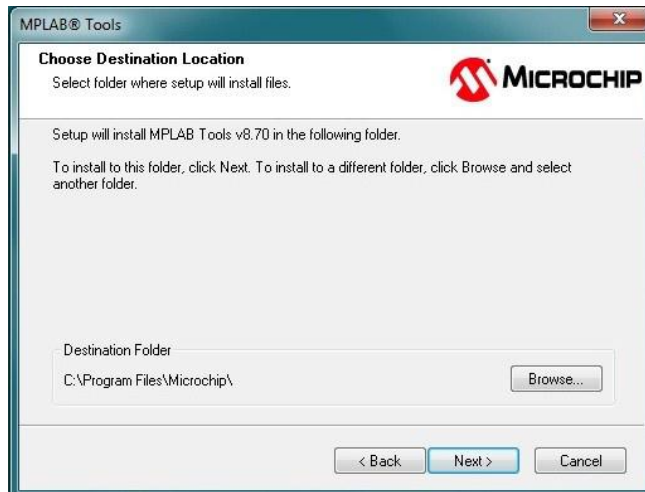 MPLAB® Tools
x
Choose Destination Location
Select folder where setup will install files.
MICROCHIP
Setup will install MPLAB Tools v8.70 in the following folder.
To install to this folder, click Next. To install to a different folder, click Browse and select
another folder.
Destination Folder
C:\Program Files\Microchip\
Browse...
< Back
Next >
Cancel